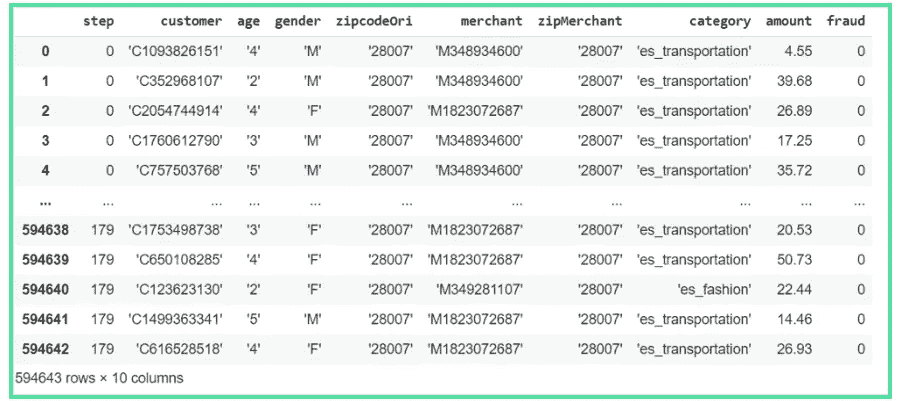 step customer age gender zipcodeOri merchant zipMerchant category amount fraud
0 0 'C1093826151' '4' 'M' '28007' 'M348934600' '28007' 'es_transportation' 4.55 0
1 0 'C352968107' '2' 'M' '28007' 'M348934600' '28007' 'es_transportation' 39.68 0
2 0 'C2054744914' '4' 'F' '28007' 'M1823072687' '28007' 'es_transportation' 26.89 0
3 0 'C1760612790' '3' 'M' '28007' 'M348934600' '28007' 'es_transportation' 17.25 0
4 0 'C757503768' '5' 'M' '28007' 'M348934600' '28007' 'es_transportation' 35.72 0
... ... ... ... ... ... ... ... ... ... ...
594638 179 'C1753498738' '3' 'F' '28007' 'M1823072687' '28007' 'es_transportation' 20.53 0
594639 179 'C650108285' '4' 'F' '28007' 'M1823072687' '28007' 'es_transportation' 50.73 0
594640 179 'C123623130' '2' 'F' '28007' 'M349281107' '28007' 'es_fashion' 22.44 0
594641 179 'C1499363341' '5' 'M' '28007' 'M1823072687' '28007' 'es_transportation' 14.46 0
594642 179 'C616528518' '4' 'F' '28007' 'M1823072687' '28007' 'es_transportation' 26.93 0
594643 rows × 10 columns